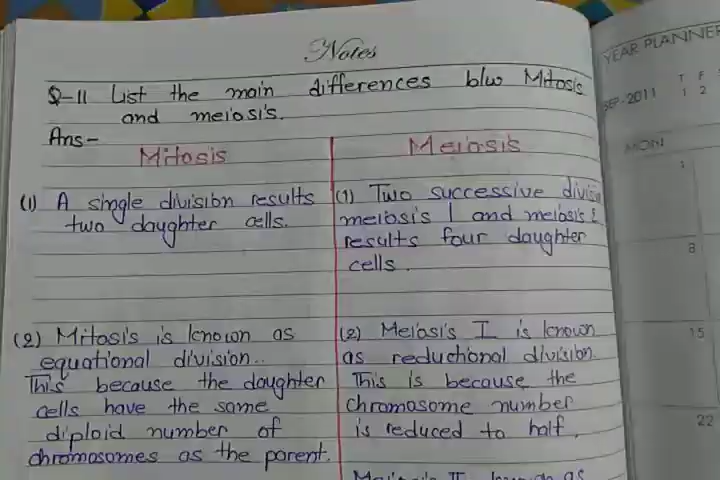 Notes
Q-11 List the main differences b/w Mitosis
and meiosis.
Ans-
Mitosis
(1) A single division results
two daughter cells.
(2) Mitosis is known as
equational division..
This because the daughter
cells have the same
diploid number of
chromosomes as the parent.
Meiosis
(1) Two successive division
meiosis I and meiosis
results four daughter
cells.
(2) Meiosis I is known
as reductional division.
This is because the
chromosome number
is reduced to half.
YEAR PLANNER
T F
SEP-2011 1 2
MON
1
8
15
22